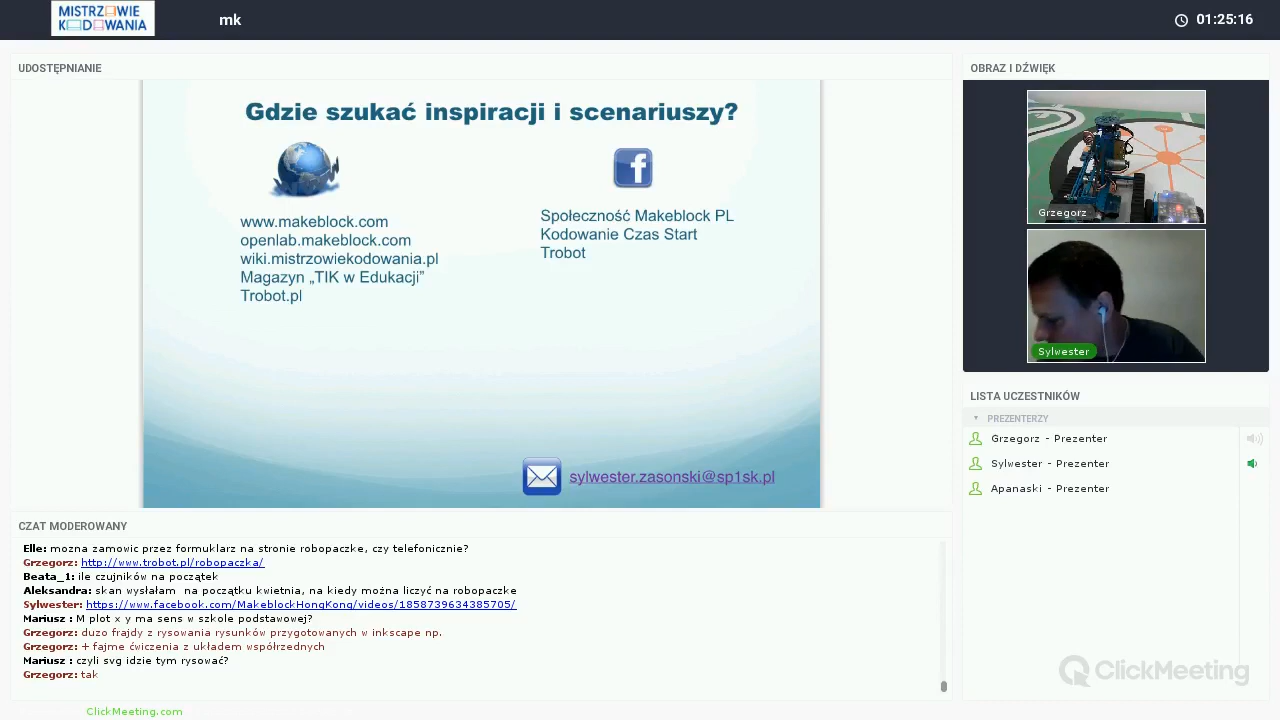 MISTRZOWIE
KODOWANIA
mk
01:25:16
UDOSTĘPNIANIE
Gdzie szukać inspiracji i scenariuszy?
www.makeblock.com
openlab.makeblock.com
wiki.mistrzowiekodowania.pl
Magazyn „TIK w Edukacji”
Trobot.pl
Społeczność Makeblock PL
Kodowanie Czas Start
Trobot
sylwester.zasonski@sp1sk.pl
OBRAZ I DŹWIĘK
Grzegorz
Sylwester
LISTA UCZESTNIKÓW
PREZENTERZY
Grzegorz - Prezenter
Sylwester - Prezenter
Apanaski - Prezenter
CZAT MODEROWANY
Elle: mozna zamowic przez formuklarz na stronie robopaczke, czy telefonicznie?
Grzegorz: http://www.trobot.pl/robopaczka/
Beata_1: ile czujników na początek
Aleksandra: skan wysłałam na początku kwietnia, na kiedy można liczyć na robopaczke
Sylwester: https://www.facebook.com/MakeblockHongKong/videos/1858739634385705/
Mariusz : M plot x y ma sens w szkole podstawowej?
Grzegorz: duzo frajdy z rysowania rysunków przygotowanych w inkscape np.
Grzegorz: + fajme ćwiczenia z układem współrzednych
Mariusz : czyli svg idzie tym rysować?
Grzegorz: tak
ClickMeeting
ClickMeeting.com